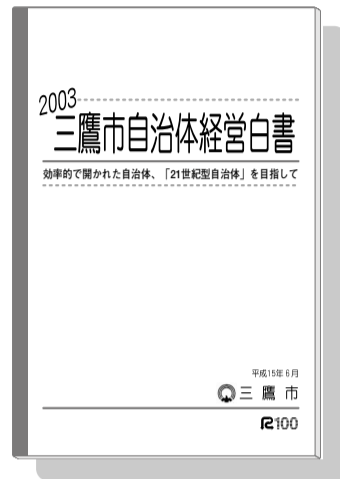 2003
三鷹市自治体経営白書
効率的で開かれた自治体、「21世紀型自治体」を目指して
平成15年6月
三鷹市
R100